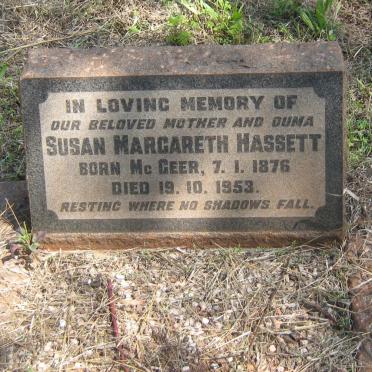 IN LOVING MEMORY OF
OUR BELOVED MOTHER AND OUMA
SUSAN MARGARETH HASSETT
BORN MC GEER, 7. 1. 1876
DIED 19. 10. 1953.
RESTING WHERE NO SHADOWS FALL.